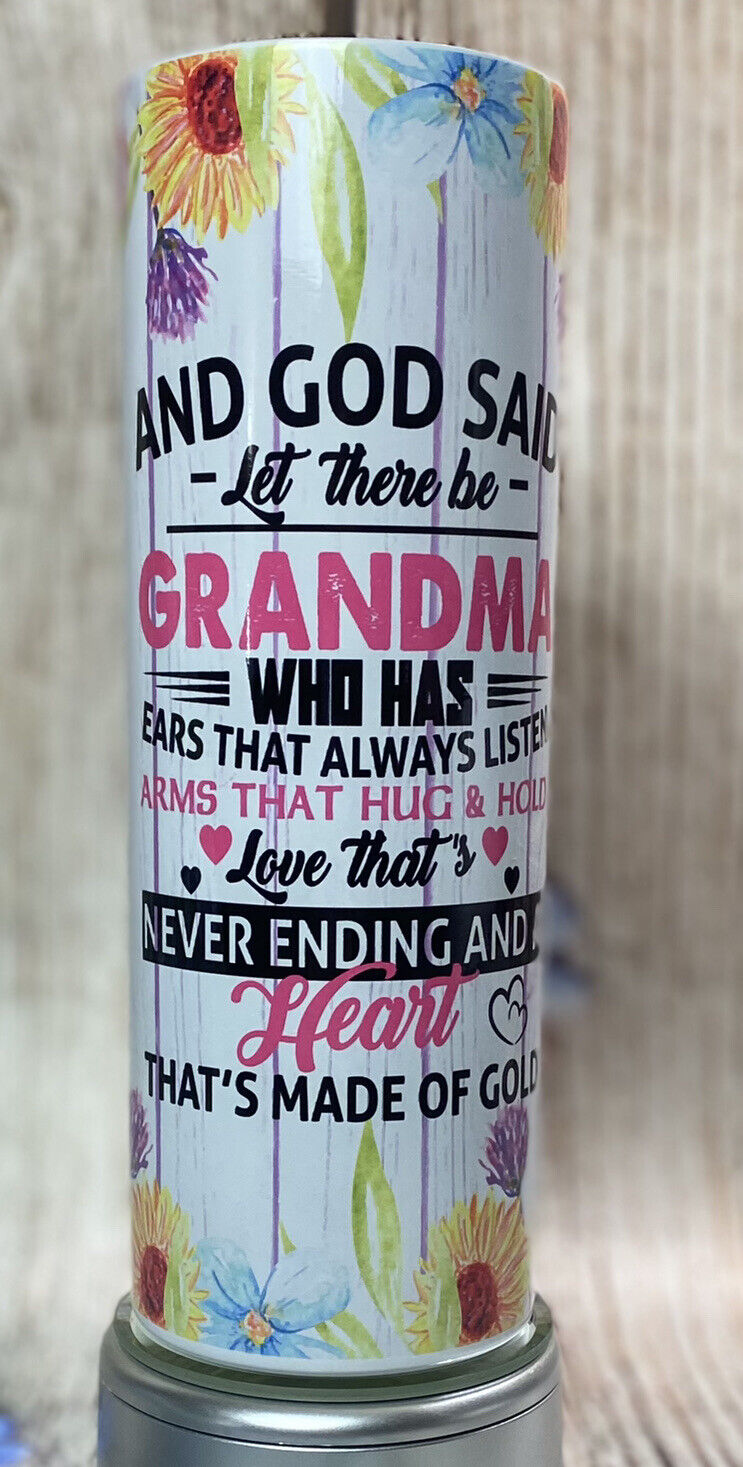 AND GOD SAID
- Let there be -
GRANDMA
WHO HAS
EARS THAT ALWAYS LISTEN
ARMS THAT HUG & HOLD
Love that's
NEVER ENDING AND
Heart
THAT'S MADE OF GOLD